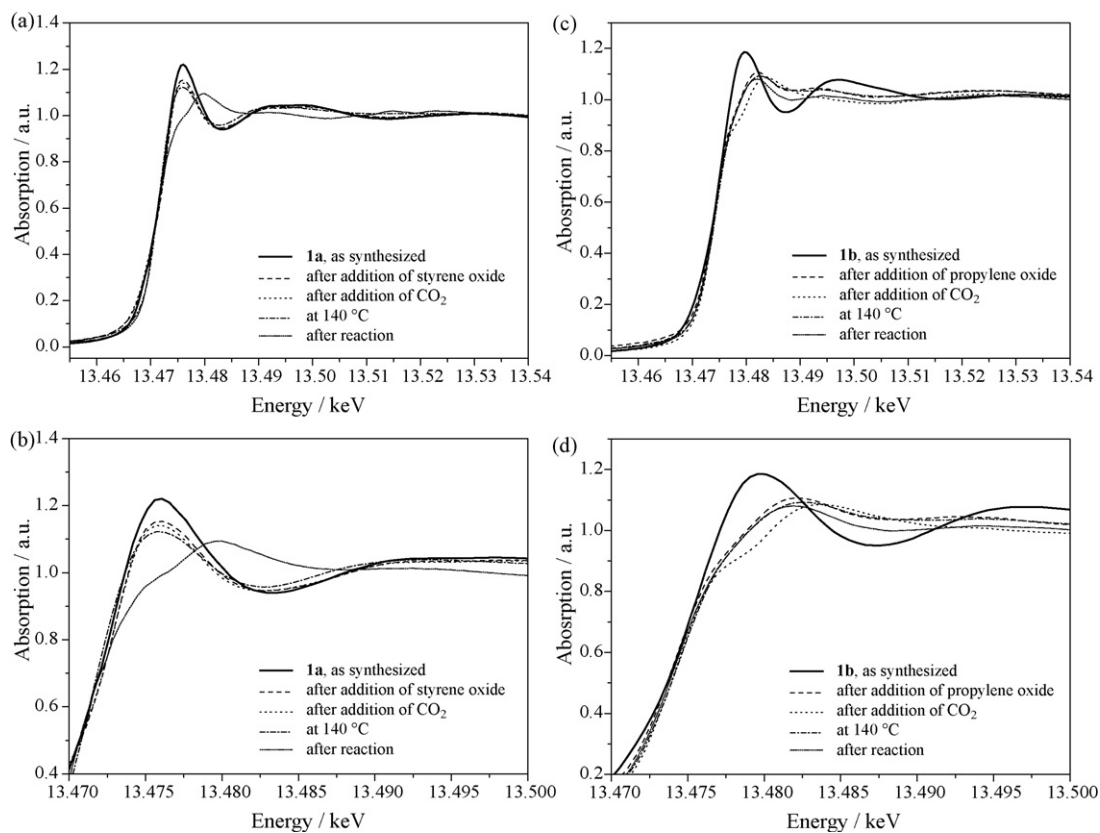 (a)
1.4
1.2
1.0
0.8
0.6
0.4
0.2
0.0
Absorption / a.u.
1a, as synthesized
after addition of styrene oxide
after addition of CO₂
at 140 °C
after reaction
13.46 13.47 13.48 13.49 13.50 13.51 13.52 13.53 13.54
Energy / keV
(c)
1.2
1.0
0.8
0.6
0.4
0.2
0.0
Abosrption / a.u.
1b, as synthesized
after addition of propylene oxide
after addition of CO₂
at 140 °C
after reaction
13.46 13.47 13.48 13.49 13.50 13.51 13.52 13.53 13.54
Energy / keV
(b)
1.4
1.2
1.0
0.8
0.6
0.4
Absorption / a.u.
1a, as synthesized
after addition of styrene oxide
after addition of CO₂
at 140 °C
after reaction
13.470 13.475 13.480 13.485 13.490 13.495 13.500
Energy / keV
(d)
1.2
1.0
0.8
0.6
0.4
0.2
Abosrption / a.u.
1b, as synthesized
after addition of propylene oxide
after addition of CO₂
at 140 °C
after reaction
13.470 13.475 13.480 13.485 13.490 13.495 13.500
Energy / keV